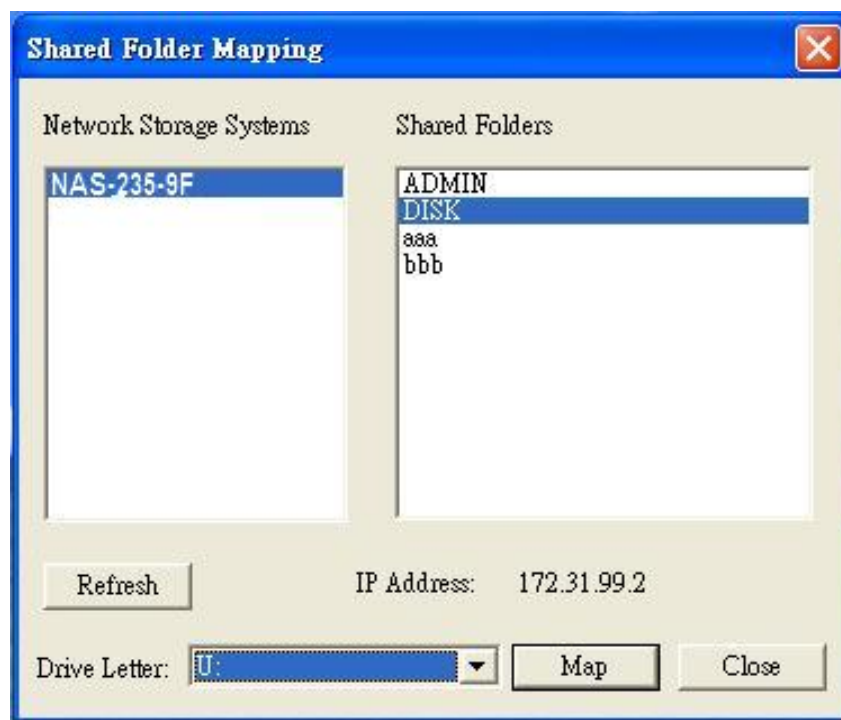 Shared Folder Mapping
Network Storage Systems
Shared Folders
NAS-235-9F
ADMIN
DISK
aaa
bbb
Refresh
IP Address: 172.31.99.2
Drive Letter: U: Map Close